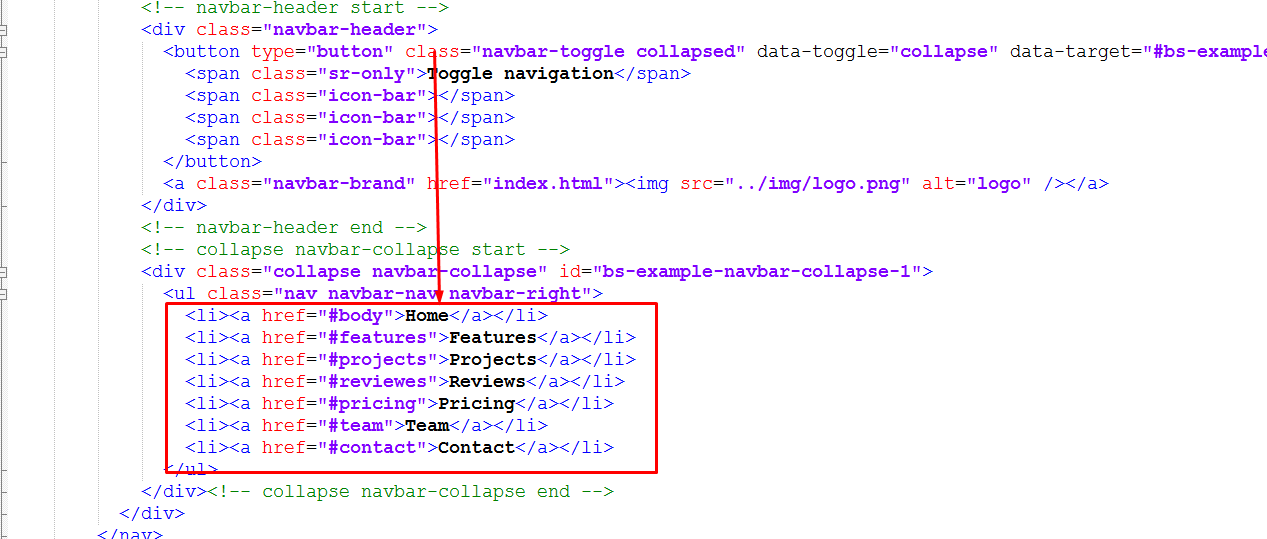 <!-- navbar-header start -->
<div class="navbar-header">
<button type="button" class="navbar-toggle collapsed" data-toggle="collapse" data-target="#bs-example
<span class="sr-only">Toggle navigation</span>
<span class="icon-bar"></span>
<span class="icon-bar"></span>
<span class="icon-bar"></span>
</button>
<a class="navbar-brand" href="index.html"><img src="../img/logo.png" alt="logo" /></a>
</div>
<!-- navbar-header end -->
<!-- collapse navbar-collapse start -->
<div class="collapse navbar-collapse" id="bs-example-navbar-collapse-1">
<ul class="nav navbar-nav navbar-right">
<li><a href="#body">Home</a></li>
<li><a href="#features">Features</a></li>
<li><a href="#projects">Projects</a></li>
<li><a href="#reviewes">Reviews</a></li>
<li><a href="#pricing">Pricing</a></li>
<li><a href="#team">Team</a></li>
<li><a href="#contact">Contact</a></li>
</ul>
</div><!-- collapse navbar-collapse end -->
</div>
</nav>